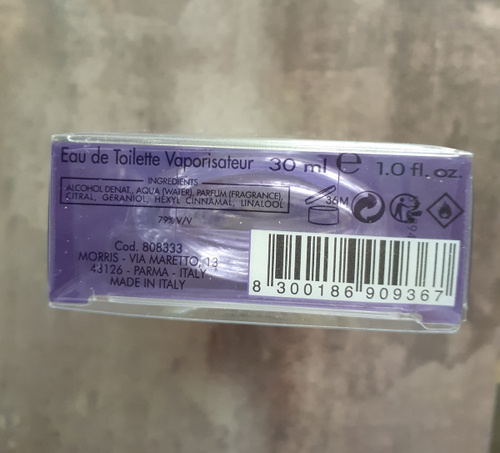 Eau de Toilette Vaporisateur 30 ml ℮ 1.0 fl. oz.
INGREDIENTS
ALCOHOL DENAT., AQUA (WATER), PARFUM (FRAGRANCE),
CITRAL, GERANIOL, HEXYL CINNAMAL, LINALOOL
36M
79% V/V
Cod. 808333
MORRIS - VIA MARETTO, 13
43126 - PARMA - ITALY
MADE IN ITALY
8 300186 909367